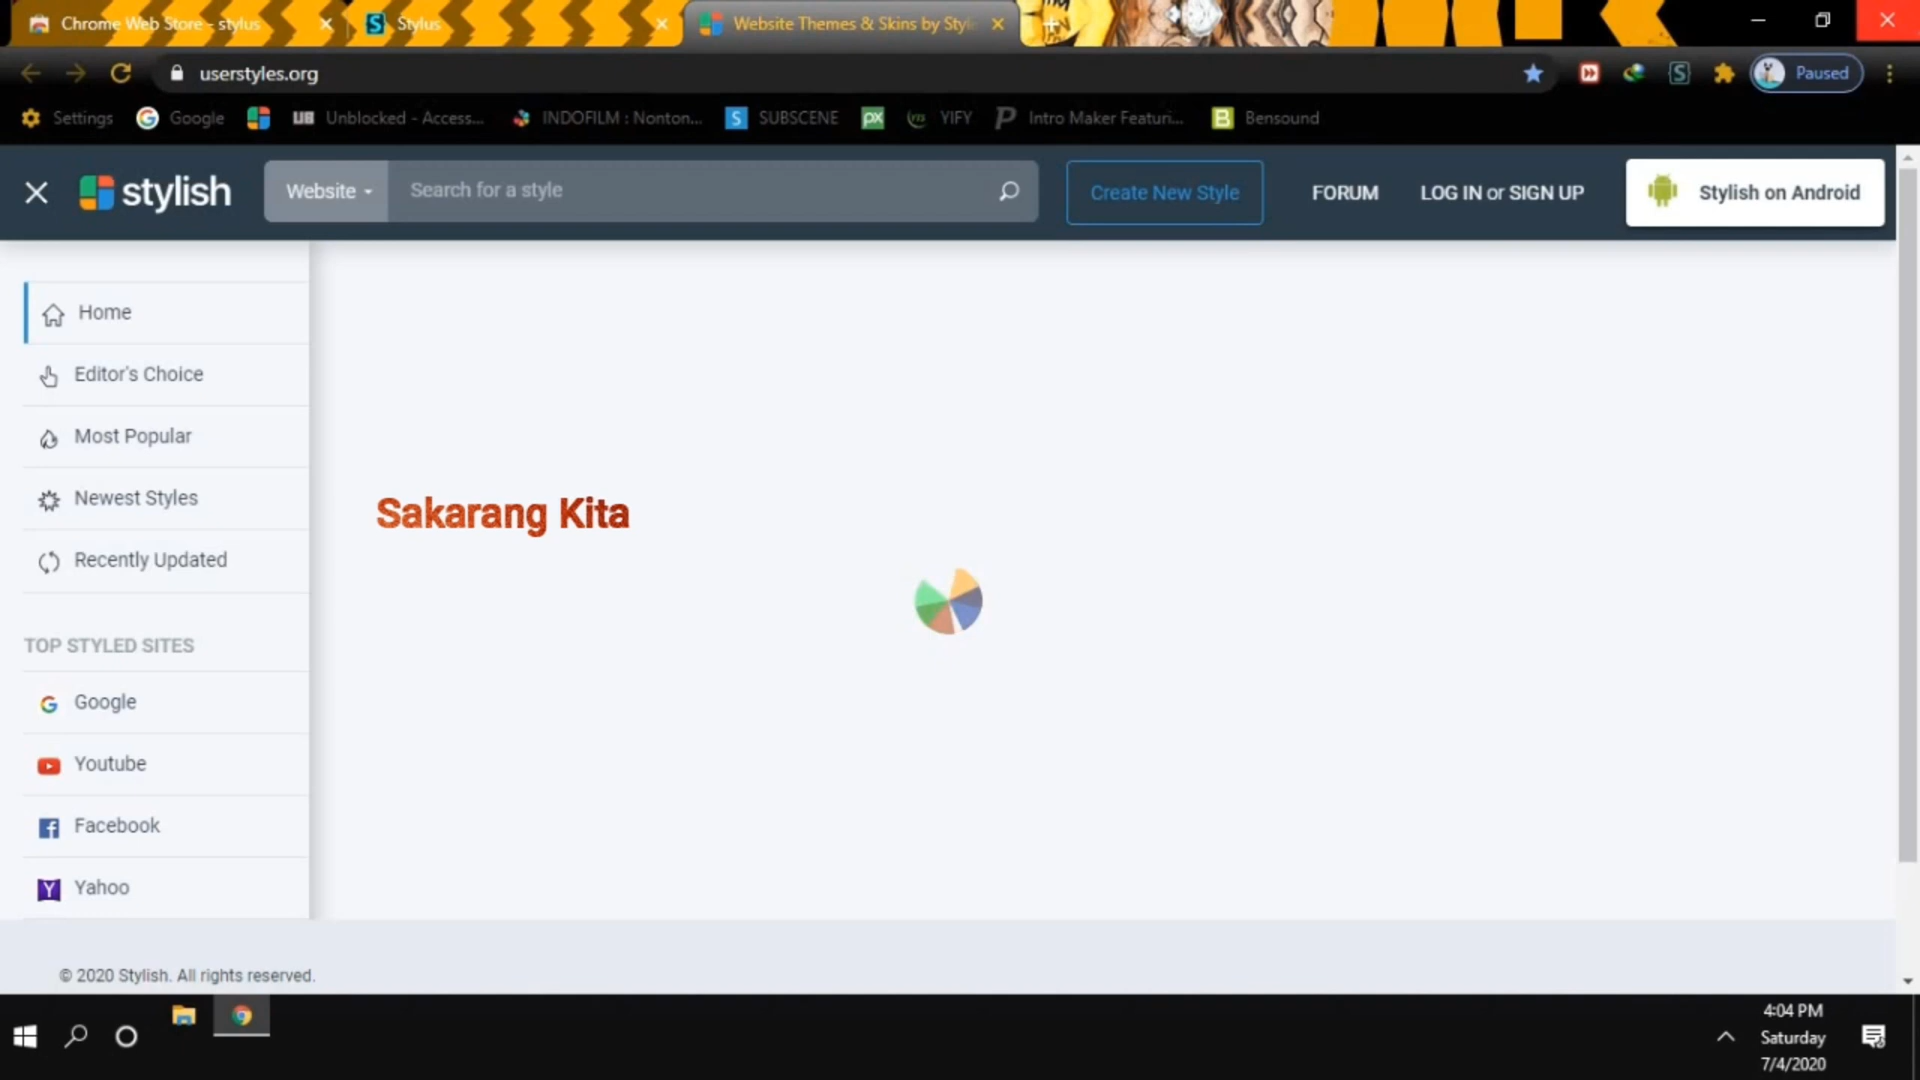 Chrome Web Store - stylus
Stylus
Website Themes & Skins by Styl
userstyles.org
Paused
Settings
Google
UB Unblocked - Access...
INDOFILM : Nonton...
S SUBSCENE
px
YIFY
Intro Maker Featuri...
B Bensound
stylish
Website
Search for a style
Create New Style
FORUM
LOG IN or SIGN UP
Stylish on Android
Home
Editor's Choice
Most Popular
Newest Styles
Recently Updated
Sakarang Kita
TOP STYLED SITES
Google
Youtube
Facebook
Yahoo
© 2020 Stylish. All rights reserved.
4:04 PM
Saturday
7/4/2020